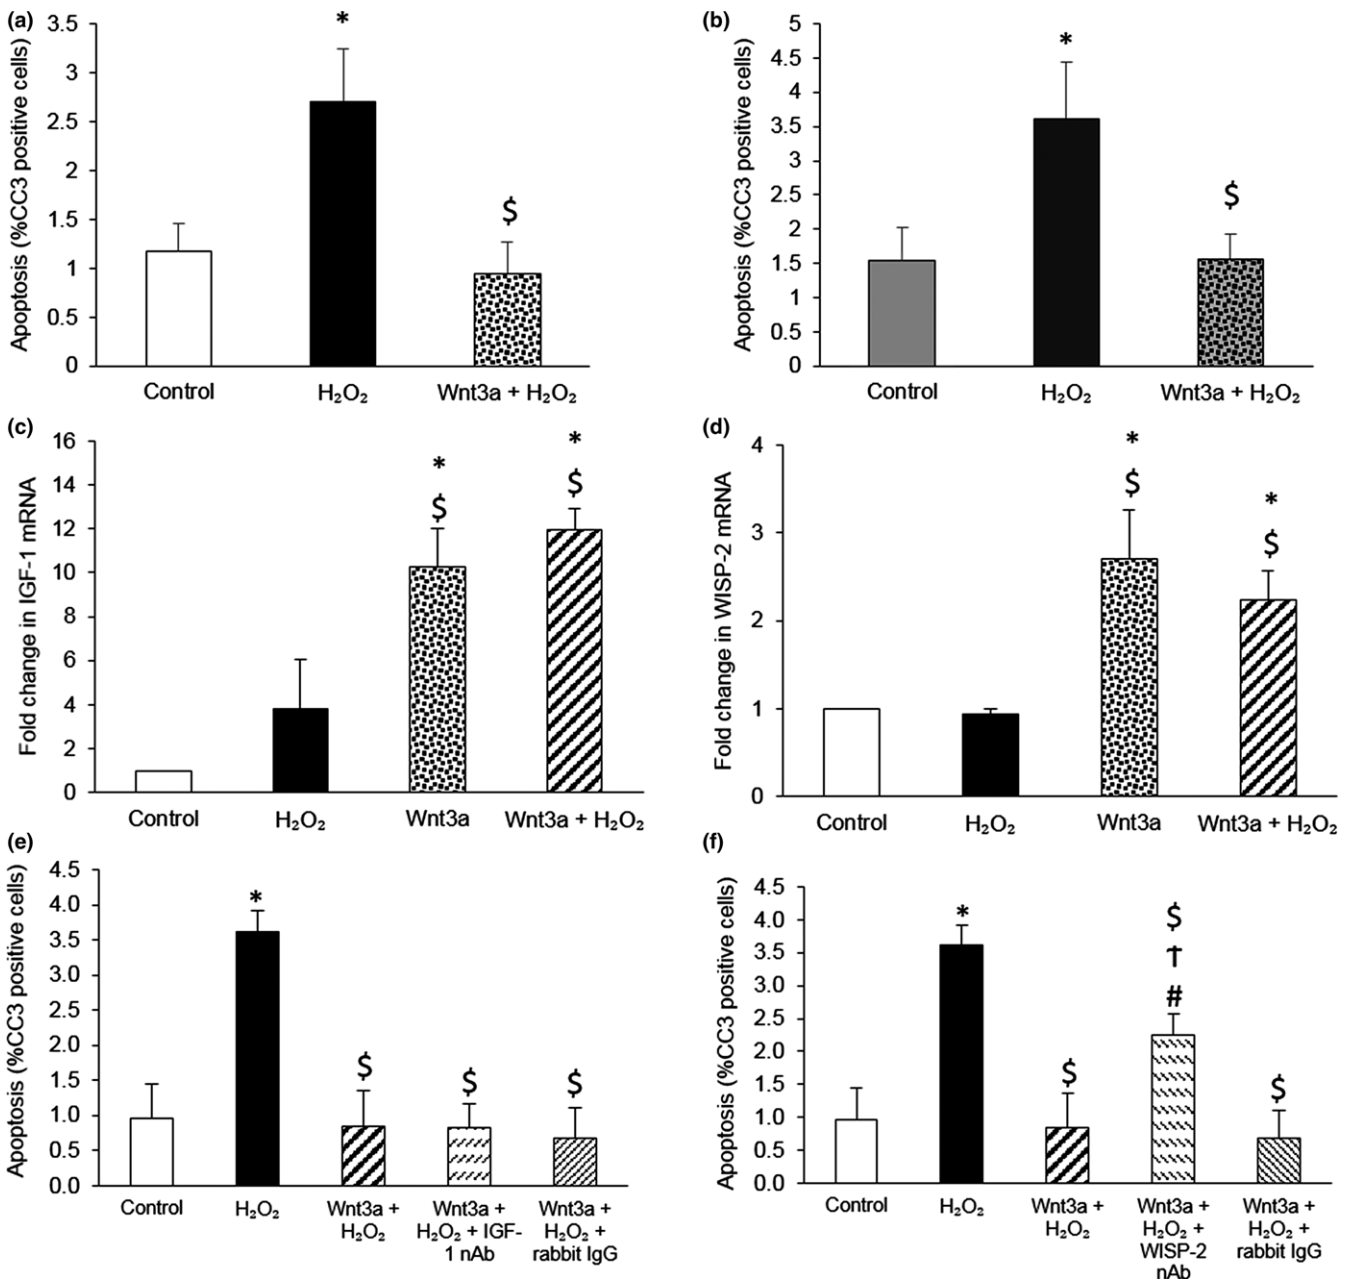 (a)
Apoptosis (%CC3 positive cells)
3.5
3
2.5
2
1.5
1
0.5
0
*
$
Control
H₂O₂
Wnt3a + H₂O₂
(b)
Apoptosis (%CC3 positive cells)
5
4.5
4
3.5
3
2.5
2
1.5
1
0.5
0
*
$
Control
H₂O₂
Wnt3a + H₂O₂
(c)
Fold change in IGF-1 mRNA
16
14
12
10
8
6
4
2
0
*
$
*
$
Control
H₂O₂
Wnt3a
Wnt3a + H₂O₂
(d)
Fold change in WISP-2 mRNA
4
3
2
1
0
*
$
*
$
Control
H₂O₂
Wnt3a
Wnt3a + H₂O₂
(e)
Apoptosis (%CC3 positive cells)
4.5
4.0
3.5
3.0
2.5
2.0
1.5
1.0
0.5
0.0
*
$
$
$
Control
H₂O₂
Wnt3a +
H₂O₂
Wnt3a +
H₂O₂ + IGF-
1 nAb
Wnt3a +
H₂O₂ +
rabbit IgG
(f)
Apoptosis (%CC3 positive cells)
4.5
4.0
3.5
3.0
2.5
2.0
1.5
1.0
0.5
0.0
*
$
$
†
#
$
Control
H₂O₂
Wnt3a +
H₂O₂
Wnt3a +
H₂O₂ +
WISP-2
nAb
Wnt3a +
H₂O₂ +
rabbit IgG